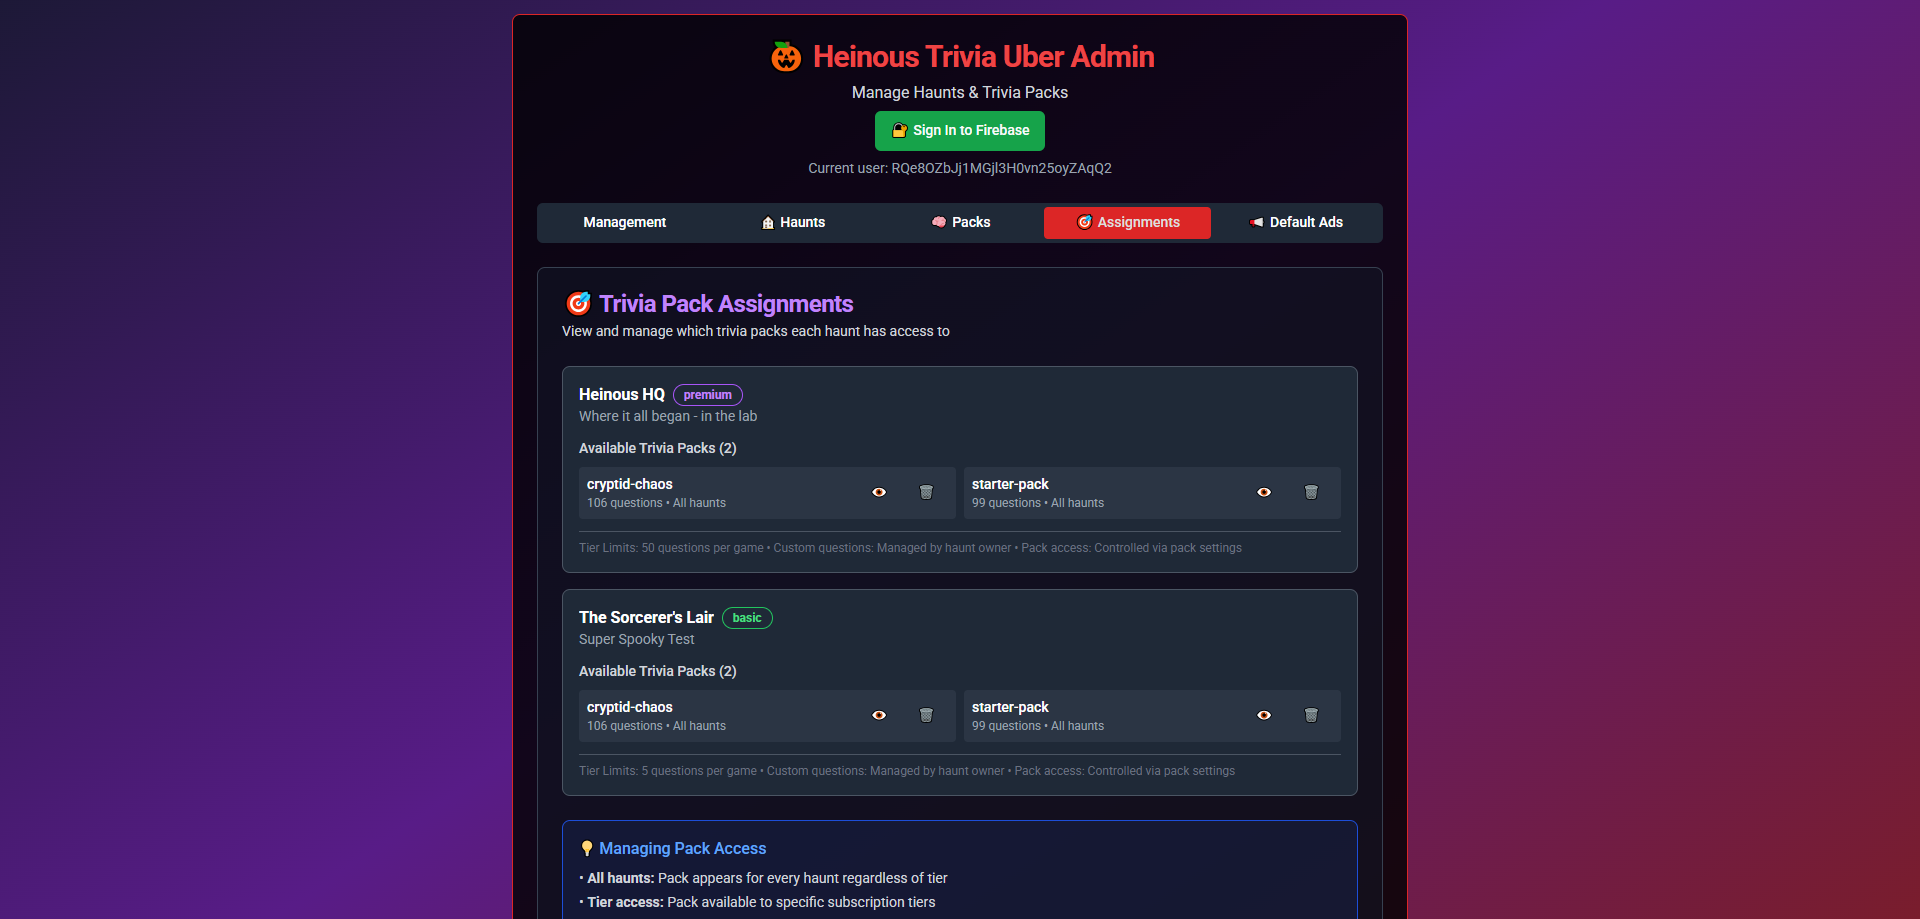 Heinous Trivia Uber Admin
Manage Haunts & Trivia Packs
Sign In to Firebase
Current user: RQe8OZbJj1MGjl3H0vn25oyZAqQ2
Management
Haunts
Packs
Assignments
Default Ads
Trivia Pack Assignments
View and manage which trivia packs each haunt has access to
Heinous HQ premium
Where it all began - in the lab
Available Trivia Packs (2)
cryptid-chaos
106 questions • All haunts
starter-pack
99 questions • All haunts
Tier Limits: 50 questions per game • Custom questions: Managed by haunt owner • Pack access: Controlled via pack settings
The Sorcerer's Lair basic
Super Spooky Test
Available Trivia Packs (2)
cryptid-chaos
106 questions • All haunts
starter-pack
99 questions • All haunts
Tier Limits: 5 questions per game • Custom questions: Managed by haunt owner • Pack access: Controlled via pack settings
Managing Pack Access
• All haunts: Pack appears for every haunt regardless of tier
• Tier access: Pack available to specific subscription tiers